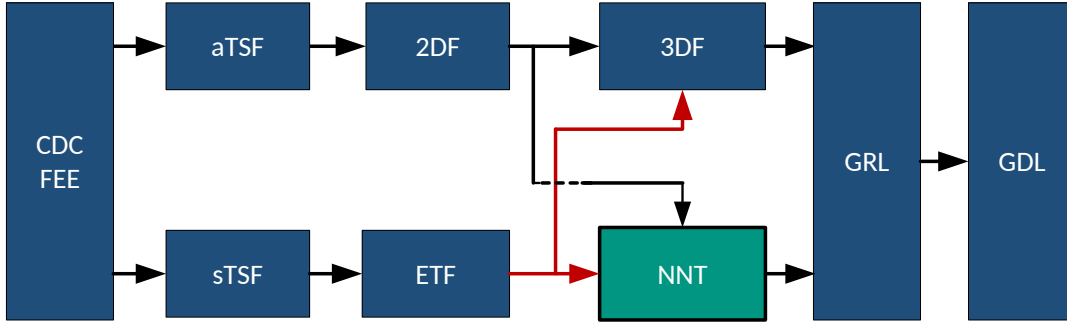 CDC
FEE
aTSF
2DF
3DF
sTSF
ETF
NNT
GRL
GDL